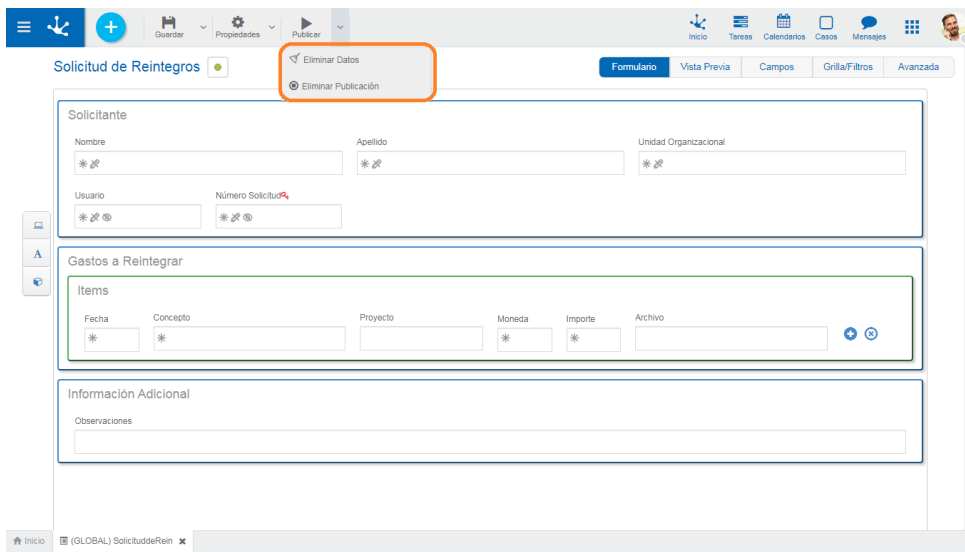 Guardar Propiedades Publicar Inicio Tareas Calendarios Casos Mensajes
Eliminar Datos
Eliminar Publicación
Solicitud de Reintegros Formulario Vista Previa Campos Grilla/Filtros Avanzada
Solicitante
Nombre Apellido Unidad Organizacional
Usuario Número Solicitud
A
Gastos a Reintegrar
Items
Fecha Concepto Proyecto Moneda Importe Archivo
Información Adicional
Observaciones
Inicio (GLOBAL) SolicituddeRein